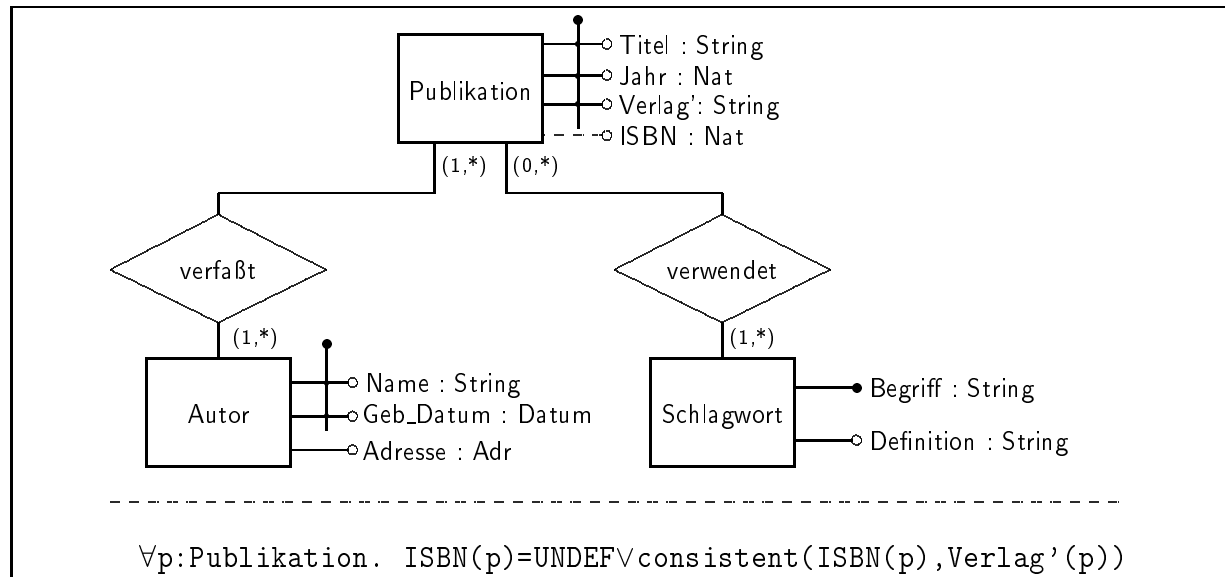 Titel : String
Jahr : Nat
Publikation
Verlag': String
ISBN : Nat
(1,*) (0,*)
verfaßt
verwendet
(1,*)
(1,*)
Name : String
Autor
Geb_Datum : Datum
Adresse : Adr
Begriff : String
Schlagwort
Definition : String
∀p:Publikation. ISBN(p)=UNDEF∨consistent(ISBN(p),Verlag'(p))